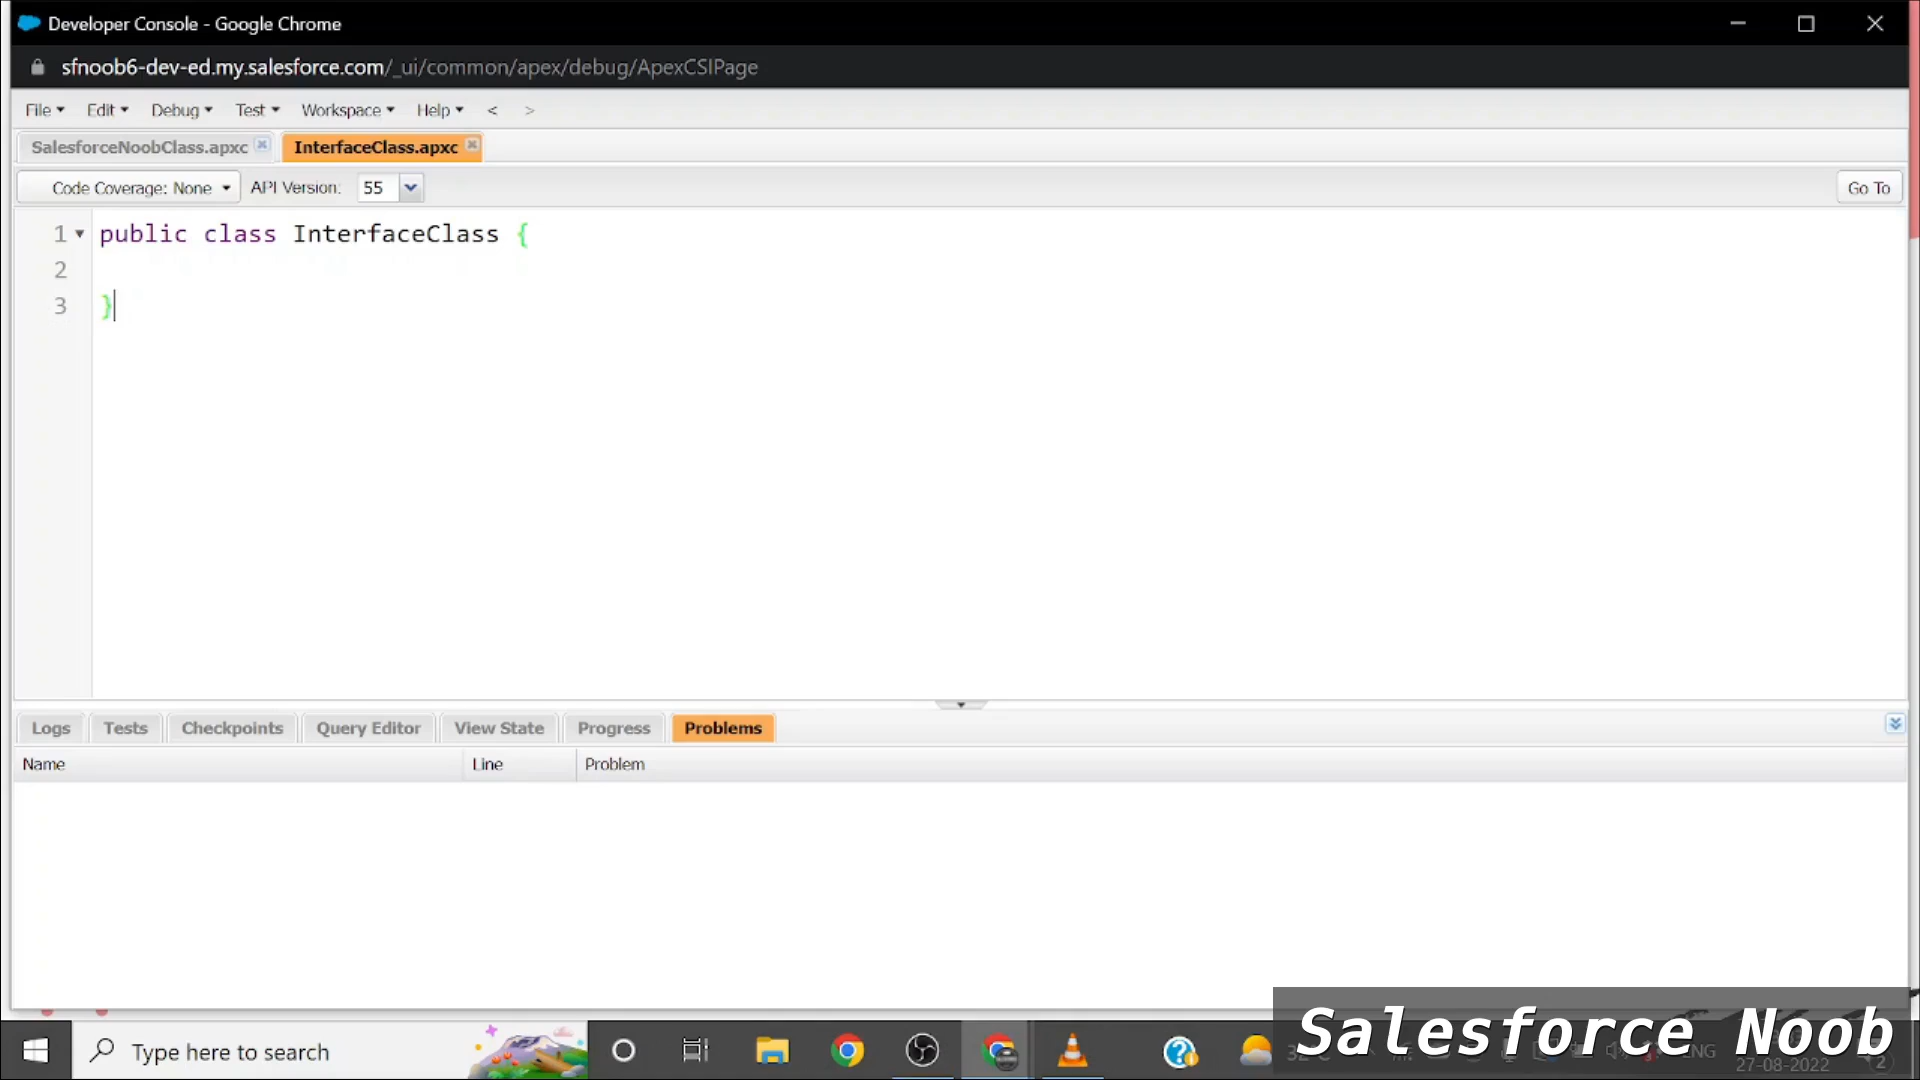 Developer Console - Google Chrome
sfnoob6-dev-ed.my.salesforce.com/_ui/common/apex/debug/ApexCSIPage
File Edit Debug Test Workspace Help < >
SalesforceNoobClass.apxc InterfaceClass.apxc
Code Coverage: None API Version: 55 Go To
1 public class InterfaceClass {
2
3 }
Logs Tests Checkpoints Query Editor View State Progress Problems
Name Line Problem
Salesforce Noob
Type here to search
ENG
27-08-2022
2